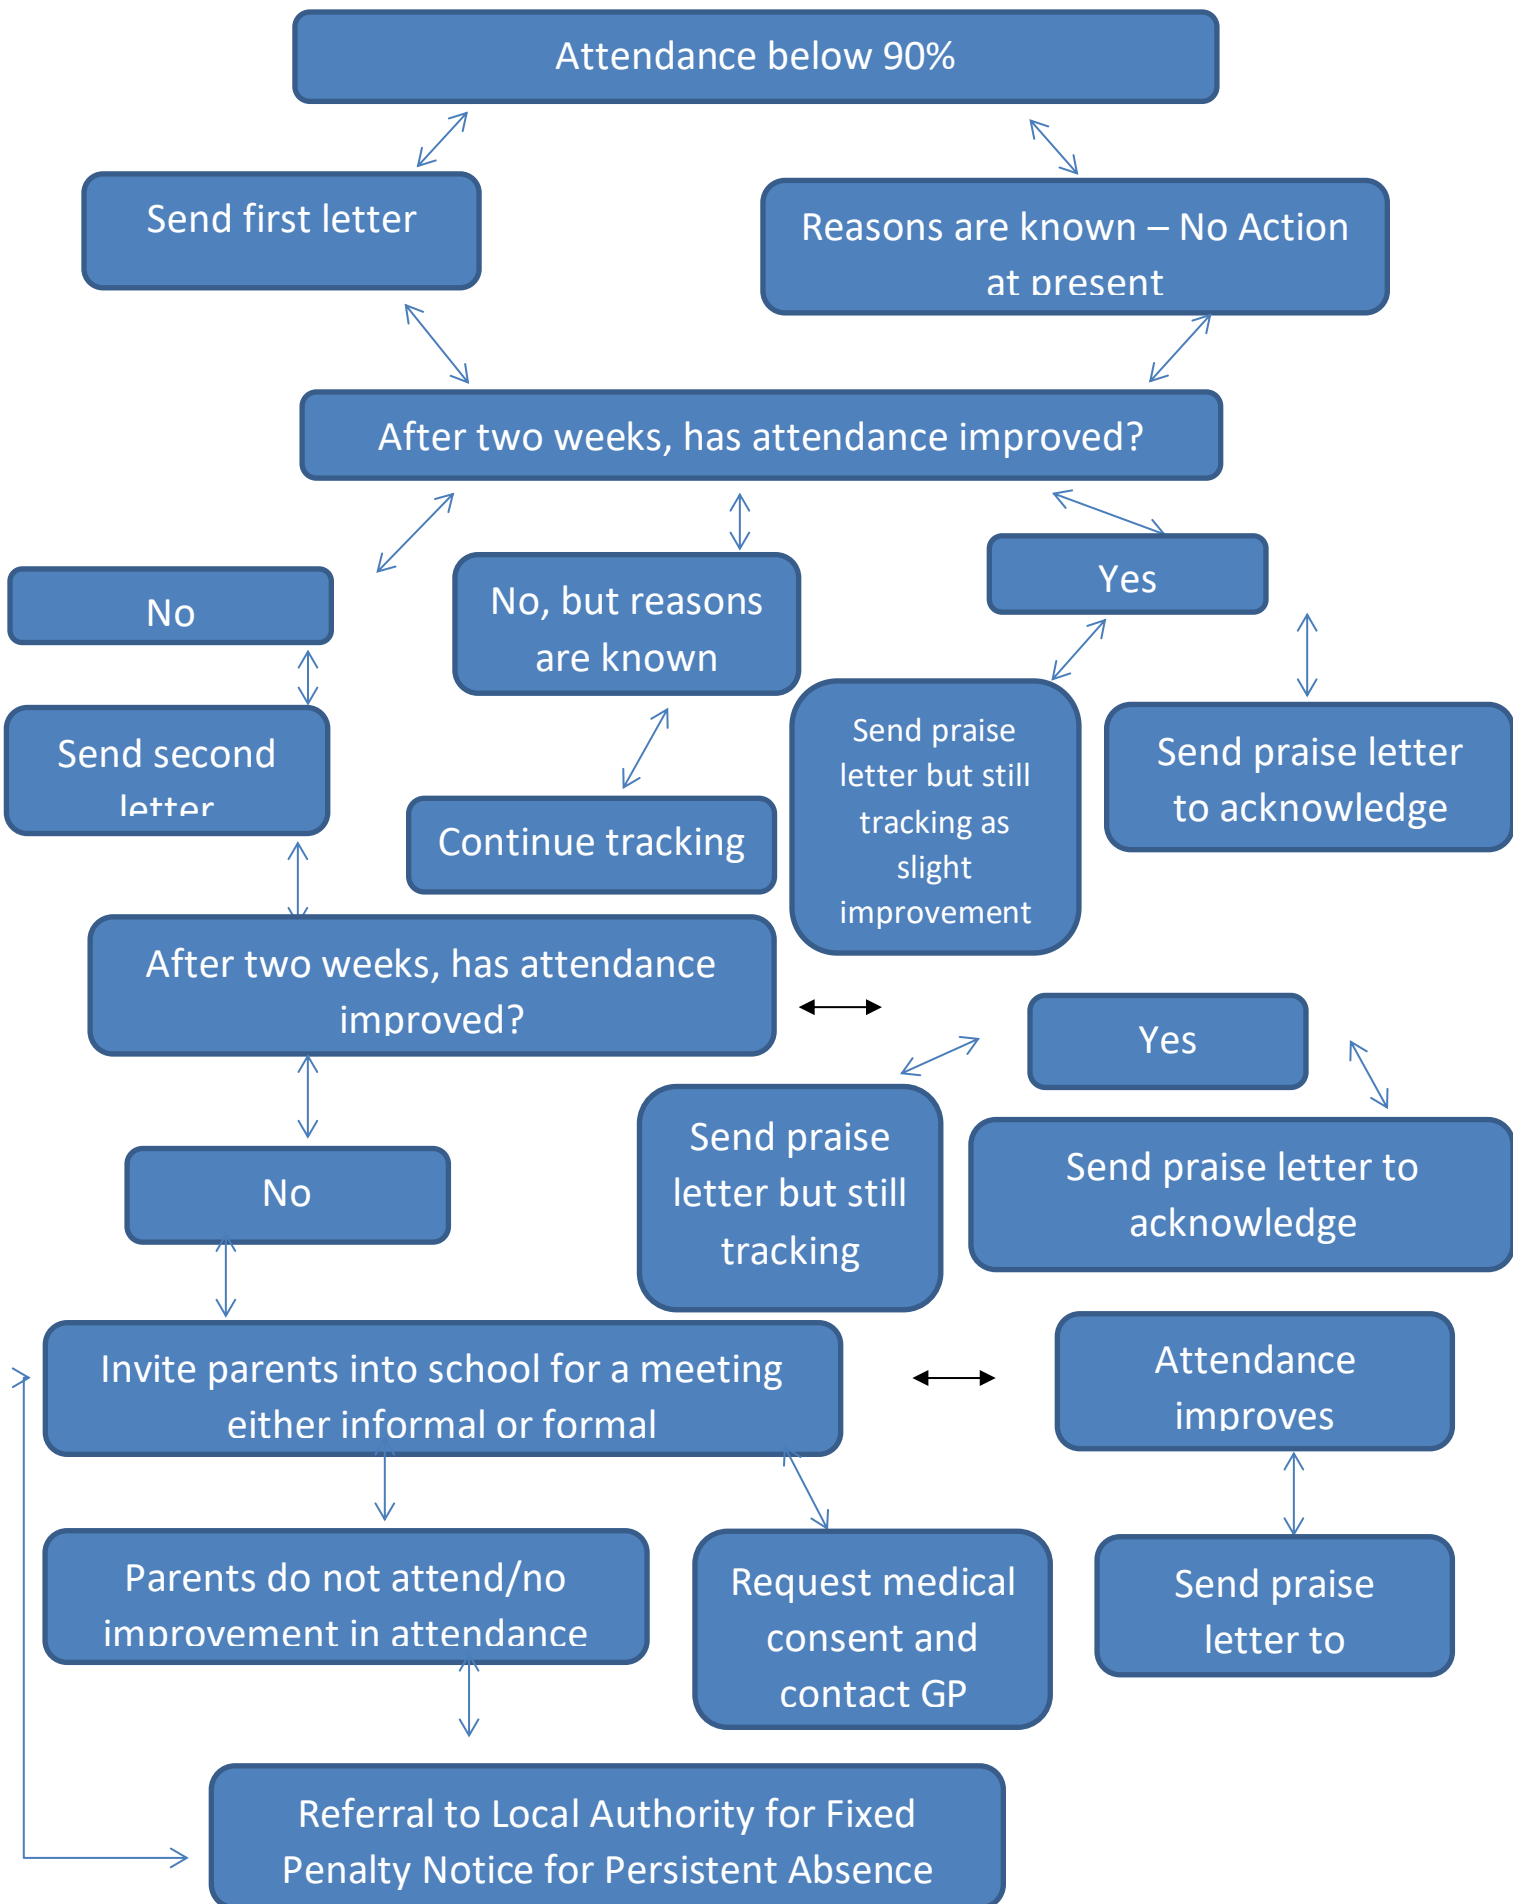 Attendance below 90%
Send first letter
Reasons are known – No Action
at present
After two weeks, has attendance improved?
No
No, but reasons
are known
Yes
Send second
letter
Continue tracking
Send praise
letter but still
tracking as
slight
improvement
Send praise letter
to acknowledge
After two weeks, has attendance
improved?
Yes
No
Send praise
letter but still
tracking
Send praise letter to
acknowledge
Invite parents into school for a meeting
either informal or formal
Attendance
improves
Parents do not attend/no
improvement in attendance
Request medical
consent and
contact GP
Send praise
letter to
Referral to Local Authority for Fixed
Penalty Notice for Persistent Absence